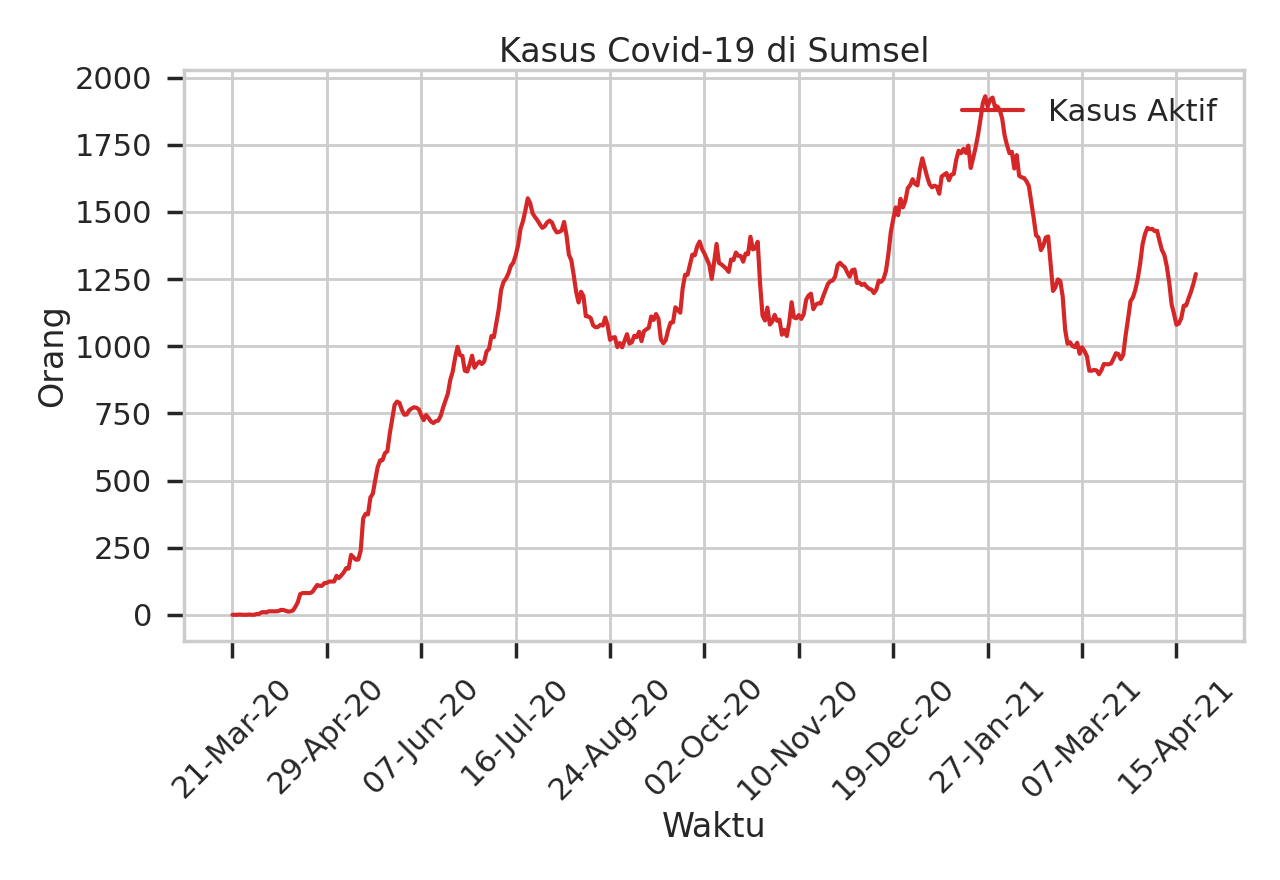 Kasus Covid-19 di Sumsel
2000
1750
1500
1250
1000
750
500
250
0
Orang
Kasus Aktif
21-Mar-20
29-Apr-20
07-Jun-20
16-Jul-20
24-Aug-20
02-Oct-20
10-Nov-20
19-Dec-20
27-Jan-21
07-Mar-21
15-Apr-21
Waktu